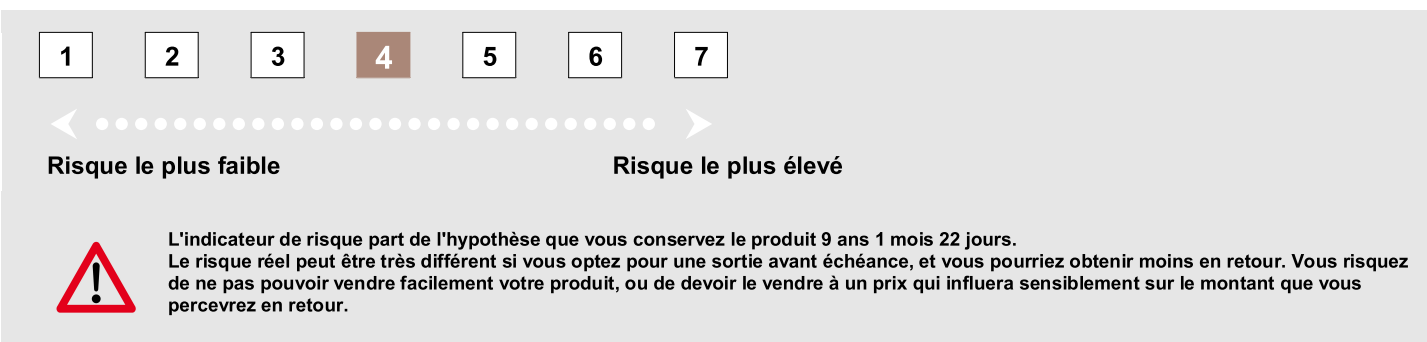 1 2 3 4 5 6 7
Risque le plus faible Risque le plus élevé
L'indicateur de risque part de l'hypothèse que vous conservez le produit 9 ans 1 mois 22 jours.
Le risque réel peut être très différent si vous optez pour une sortie avant échéance, et vous pourriez obtenir moins en retour. Vous risquez
de ne pas pouvoir vendre facilement votre produit, ou de devoir le vendre à un prix qui influera sensiblement sur le montant que vous
percevrez en retour.